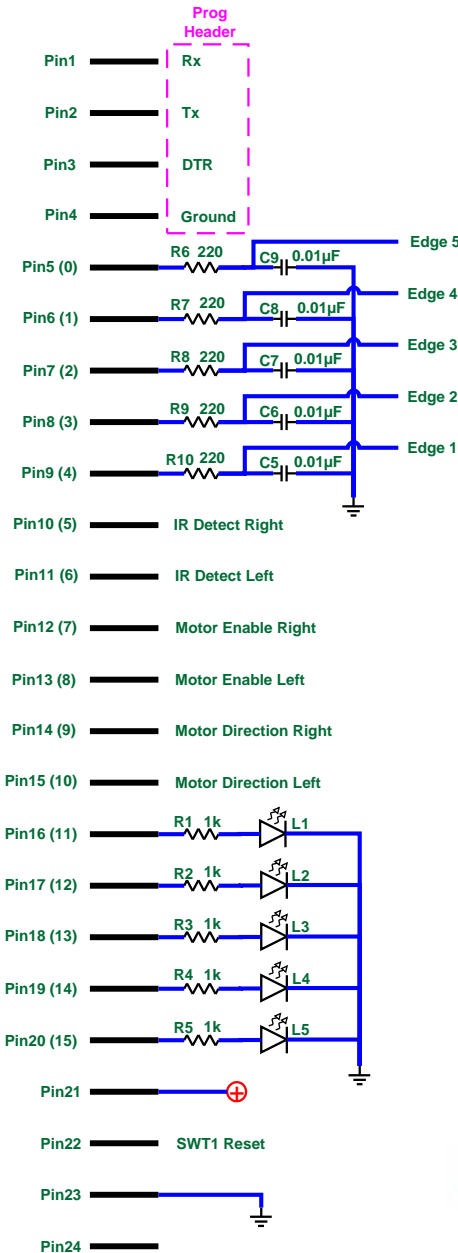 Prog
Header
Pin1 Rx
Pin2 Tx
Pin3 DTR
Pin4 Ground
Edge 5
R6 220 C9 0.01µF
Pin5 (0)
Edge 4
R7 220 C8 0.01µF
Pin6 (1)
Edge 3
R8 220 C7 0.01µF
Pin7 (2)
Edge 2
R9 220 C6 0.01µF
Pin8 (3)
Edge 1
R10 220 C5 0.01µF
Pin9 (4)
Pin10 (5) IR Detect Right
Pin11 (6) IR Detect Left
Pin12 (7) Motor Enable Right
Pin13 (8) Motor Enable Left
Pin14 (9) Motor Direction Right
Pin15 (10) Motor Direction Left
R1 1k L1
Pin16 (11)
R2 1k L2
Pin17 (12)
R3 1k L3
Pin18 (13)
R4 1k L4
Pin19 (14)
R5 1k L5
Pin20 (15)
Pin21
Pin22 SWT1 Reset
Pin23
Pin24